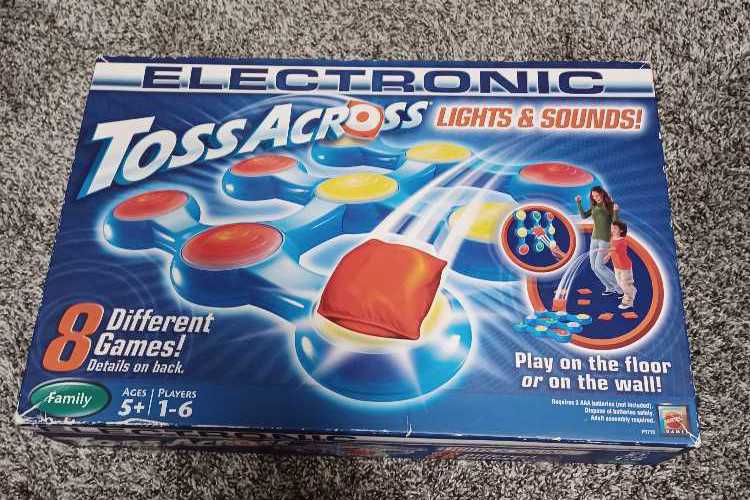 ELECTRONIC
TOSS ACROSS
LIGHTS & SOUNDS!
8 Different
Games!
Details on back.
Family
AGES
5+
PLAYERS
1-6
Play on the floor
or on the wall!
Requires 3 AAA batteries (not included).
Dispose of batteries safely.
Adult assembly required.
ELECTRONIC